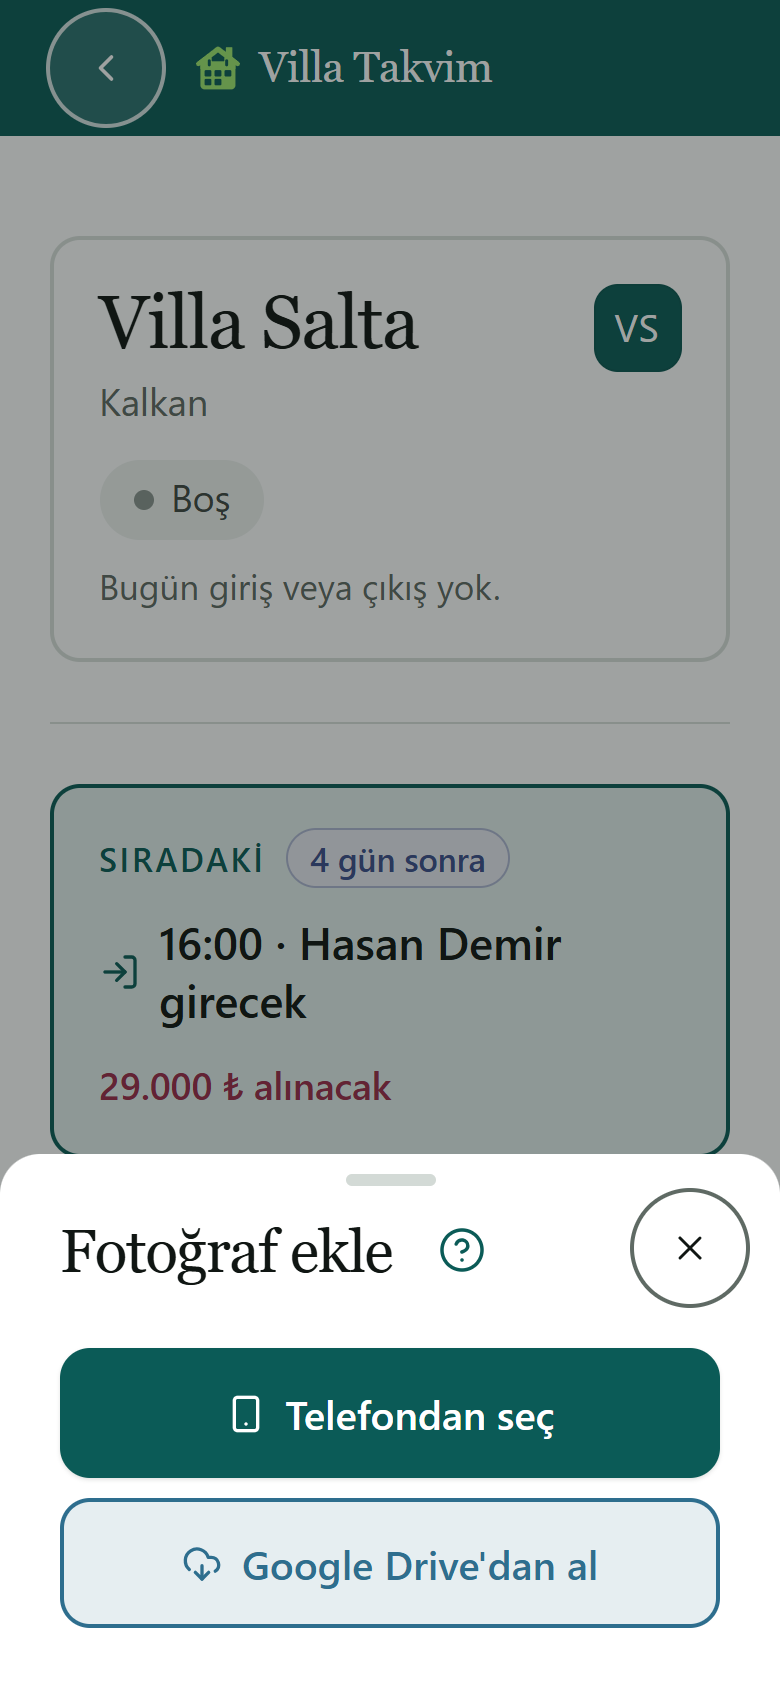 Villa Takvim
Villa Salta
VS
Kalkan
Boş
Bugün giriş veya çıkış yok.
SIRADAKİ
4 gün sonra
16:00 · Hasan Demir
girecek
29.000 ₺ alınacak
Fotoğraf ekle
Telefondan seç
Google Drive'dan al